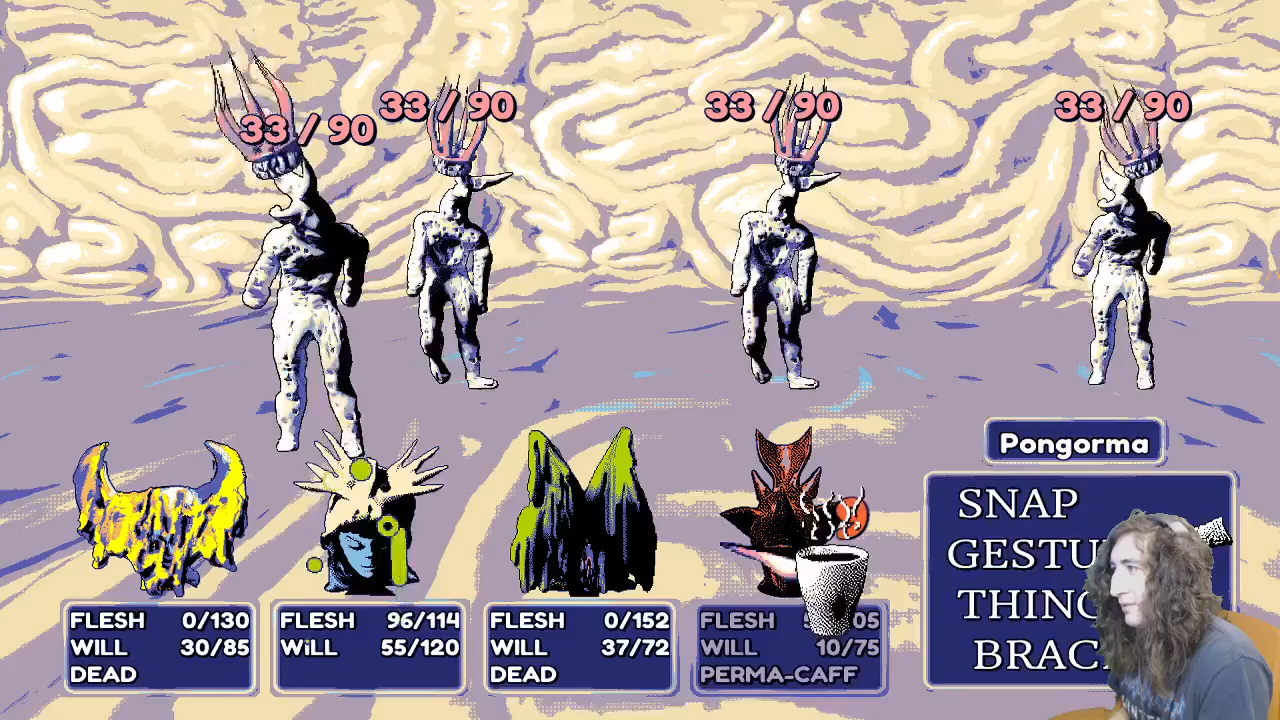 33 / 90
33 / 90
33 / 90
33 / 90
Pongorma
SNAP
FLESH 0/130
WILL 30/85
DEAD
FLESH 96/114
WILL 55/120
FLESH 0/152
WILL 37/72
DEAD
FLESH
WILL 10/75
PERMA-CAFF